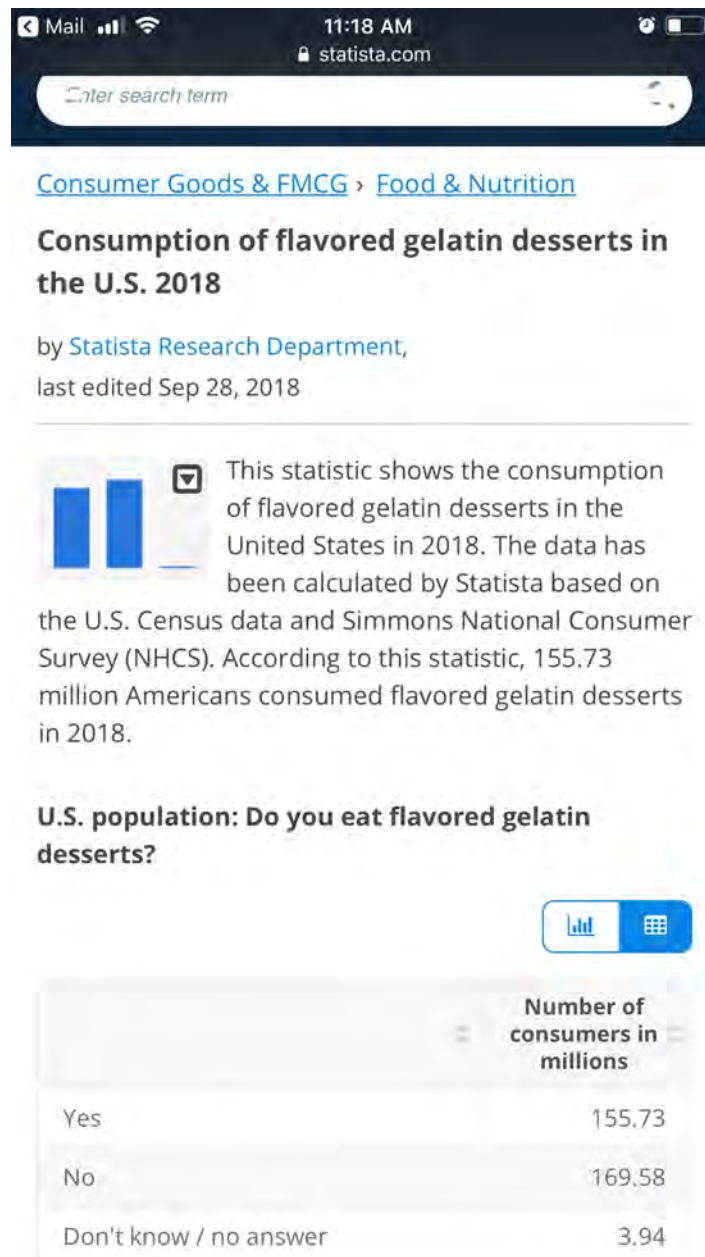 Mail 11:18 AM
statista.com
Enter search term
Consumer Goods & FMCG › Food & Nutrition
Consumption of flavored gelatin desserts in
the U.S. 2018
by Statista Research Department,
last edited Sep 28, 2018
This statistic shows the consumption
of flavored gelatin desserts in the
United States in 2018. The data has
been calculated by Statista based on
the U.S. Census data and Simmons National Consumer
Survey (NHCS). According to this statistic, 155.73
million Americans consumed flavored gelatin desserts
in 2018.
U.S. population: Do you eat flavored gelatin
desserts?
Number of
consumers in
millions
Yes 155.73
No 169.58
Don't know / no answer 3.94